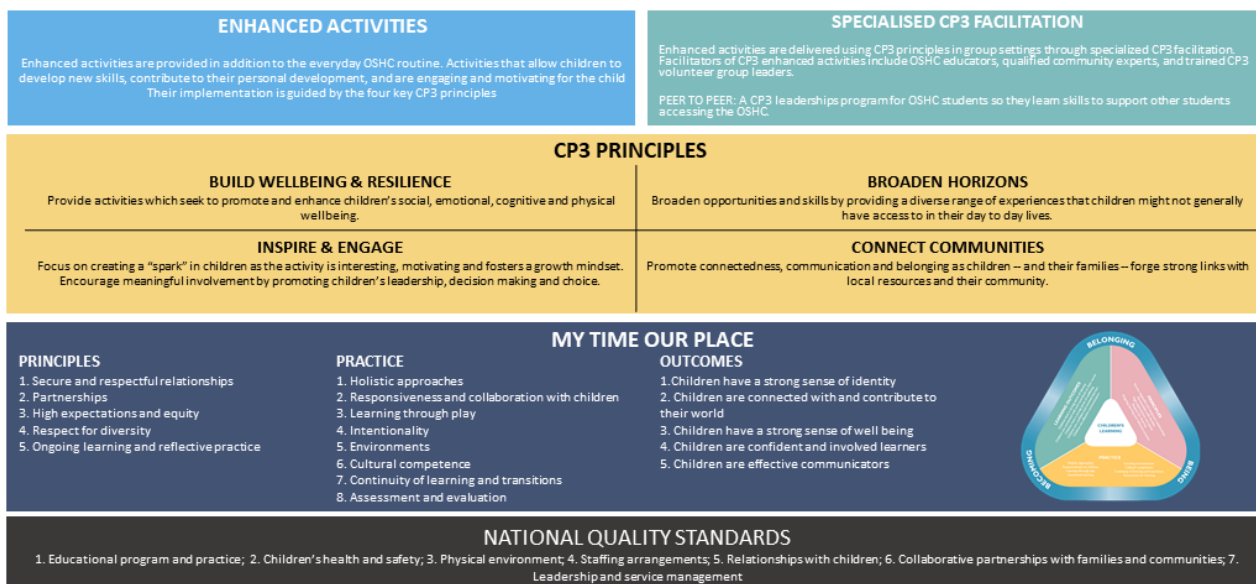 ENHANCED ACTIVITIES
Enhanced activities are provided in addition to the everyday OSHC routine. Activities that allow children to
develop new skills, contribute to their personal development, and are engaging and motivating for the child
Their implementation is guided by the four key CP3 principles
SPECIALISED CP3 FACILITATION
Enhanced activities are delivered using CP3 principles in group settings through specialized CP3 facilitation.
Facilitators of CP3 enhanced activities include OSHC educators, qualified community experts, and trained CP3
volunteer group leaders.
PEER TO PEER: A CP3 leaderships program for OSHC students so they learn skills to support other students
accessing the OSHC.
CP3 PRINCIPLES
BUILD WELLBEING & RESILIENCE
Provide activities which seek to promote and enhance children's social, emotional, cognitive and physical
wellbeing.
BROADEN HORIZONS
Broaden opportunities and skills by providing a diverse range of experiences that children might not generally
have access to in their day to day lives.
INSPIRE & ENGAGE
Focus on creating a "spark" in children as the activity is interesting, motivating and fosters a growth mindset.
Encourage meaningful involvement by promoting children's leadership, decision making and choice.
CONNECT COMMUNITIES
Promote connectedness, communication and belonging as children – and their families – forge strong links with
local resources and their community.
MY TIME OUR PLACE
PRINCIPLES
1. Secure and respectful relationships
2. Partnerships
3. High expectations and equity
4. Respect for diversity
5. Ongoing learning and reflective practice
PRACTICE
1. Holistic approaches
2. Responsiveness and collaboration with children
3. Learning through play
4. Intentionality
5. Environments
6. Cultural competence
7. Continuity of learning and transitions
8. Assessment and evaluation
OUTCOMES
1.Children have a strong sense of identity
2. Children are connected with and contribute to
their world
3. Children have a strong sense of well being
4. Children are confident and involved learners
5. Children are effective communicators
BELONGING
CHILDREN'S
LEARNING
PRACTICE
BECOMING
BEING
NATIONAL QUALITY STANDARDS
1. Educational program and practice; 2. Children's health and safety; 3. Physical environment; 4. Staffing arrangements; 5. Relationships with children; 6. Collaborative partnerships with families and communities; 7.
Leadership and service management